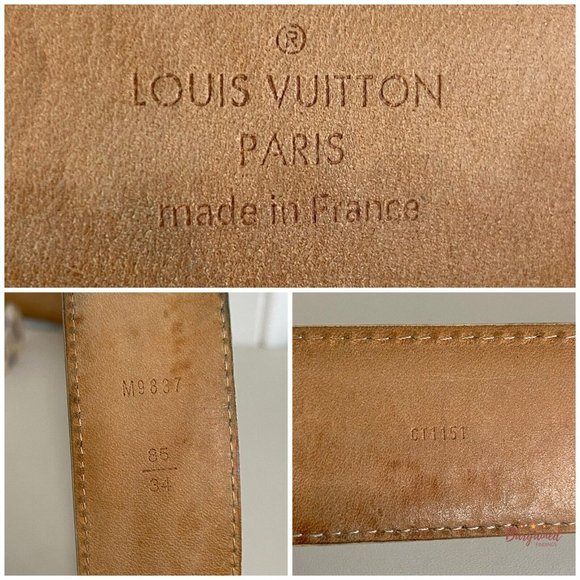 ®
LOUIS VUITTON
PARIS
made in France
M9837
85
34
CT1151